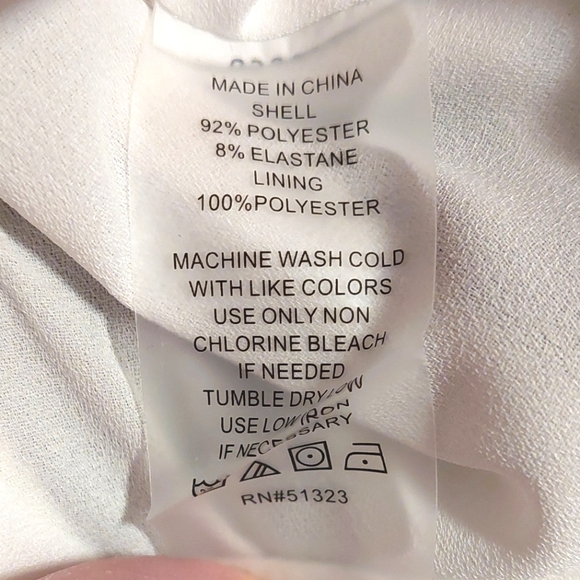 MADE IN CHINA
SHELL
92% POLYESTER
8% ELASTANE
LINING
100%POLYESTER
MACHINE WASH COLD
WITH LIKE COLORS
USE ONLY NON
CHLORINE BLEACH
IF NEEDED
TUMBLE DRY LOW
USE LOW IRON
IF NECESSARY
RN#51323